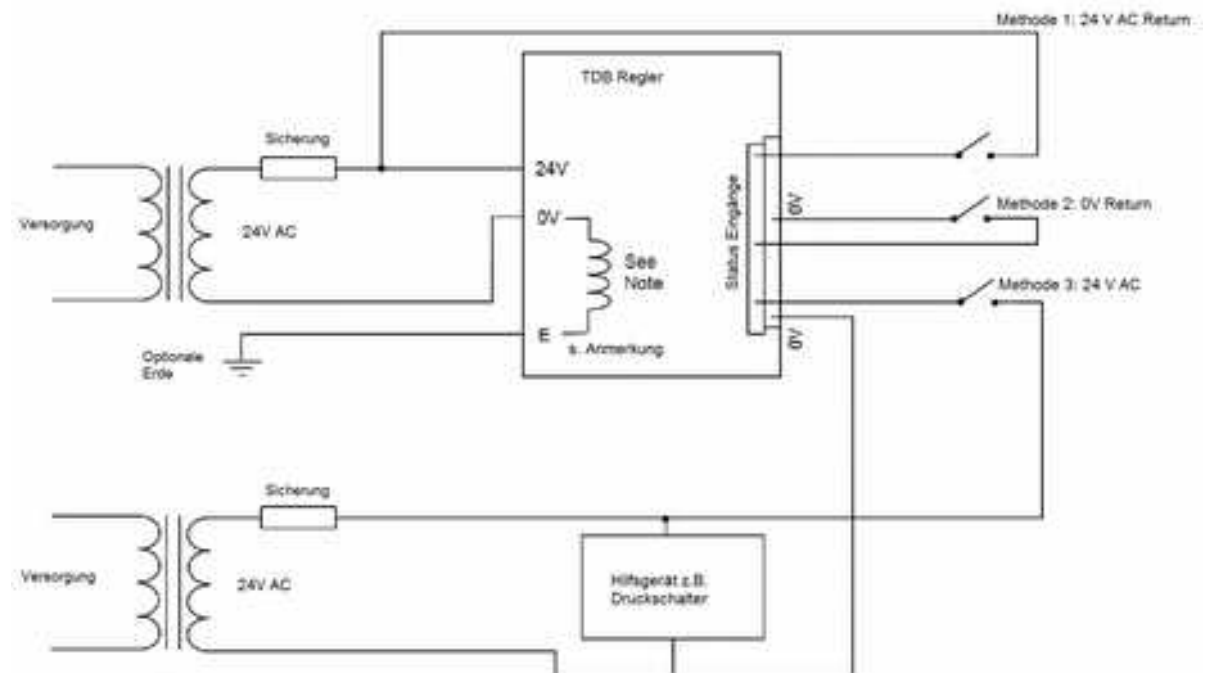 Methode 1: 24 V AC Return
TDB Regler
Sicherung
24V
Versorgung
24V AC
0V
See
Note
Status Eingänge
0V
Methode 2: 0V Return
Methode 3: 24 V AC
Optionale
Erde
E
s. Anmerkung
0V
Sicherung
Versorgung
24V AC
Hilfsgerät z.B.
Druckschalter